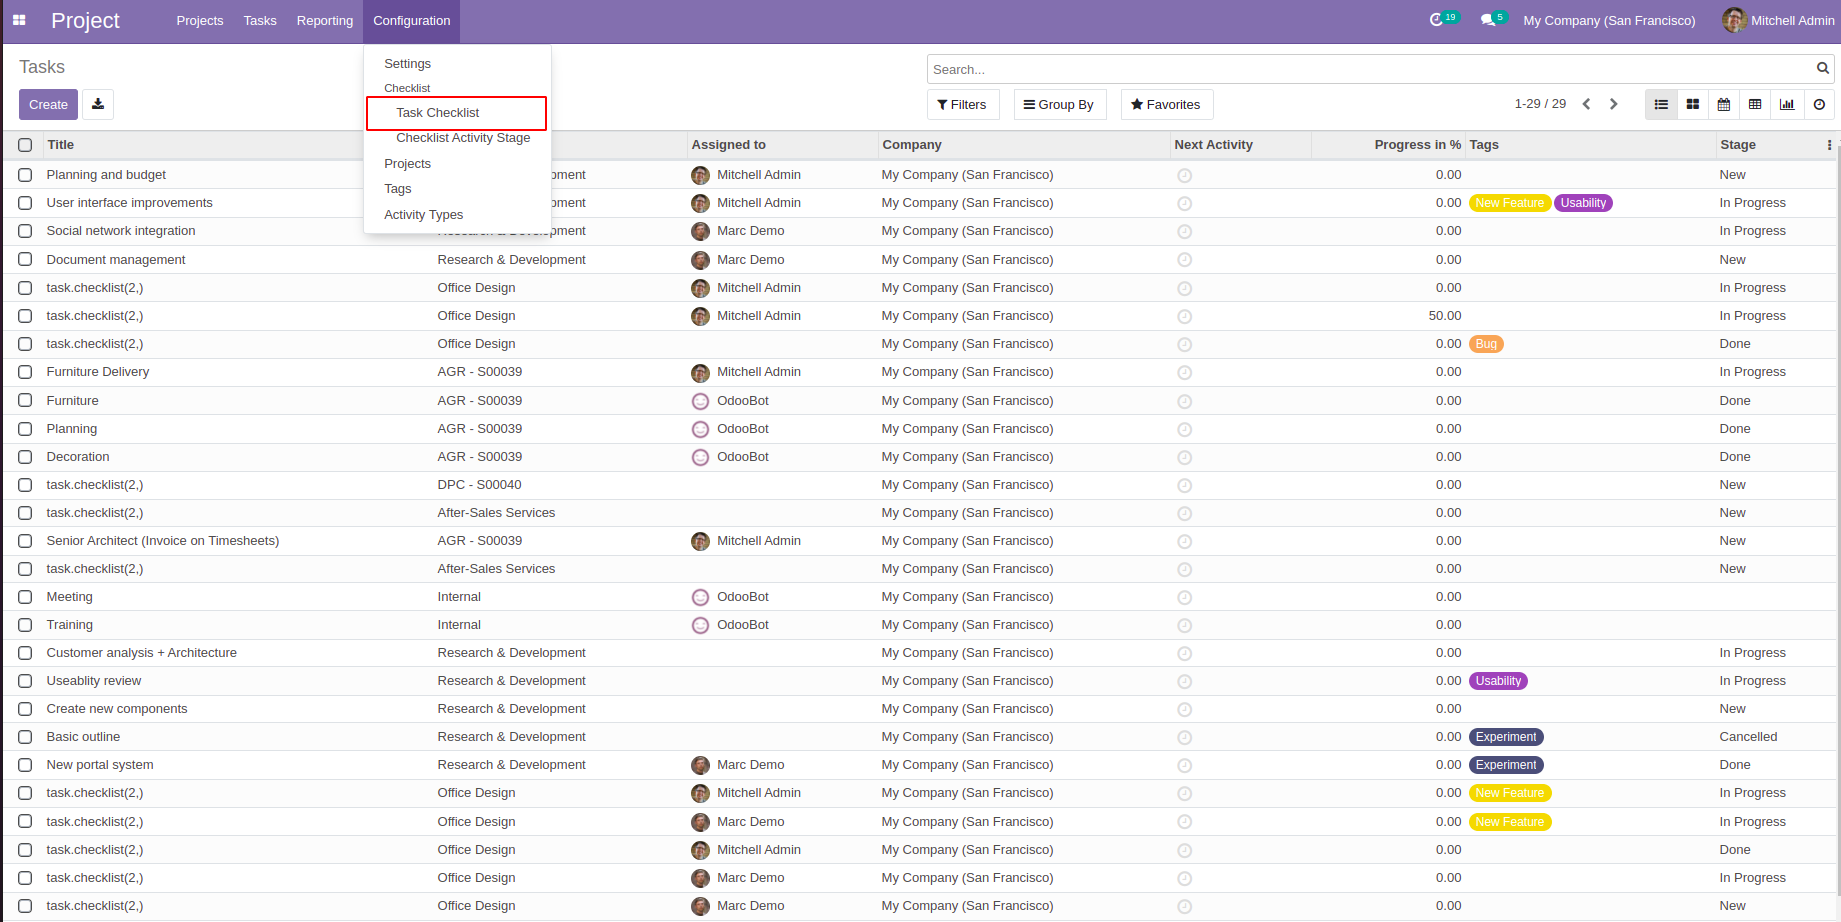 Project Projects Tasks Reporting Configuration 19 5 My Company (San Francisco) Mitchell Admin
Settings
Checklist
Task Checklist
Checklist Activity Stage
Projects
Tags
Activity Types
Tasks
Search...
Create Filters Group By Favorites 1-29 / 29
Title Assigned to Company Next Activity Progress in % Tags Stage
Planning and budget Mitchell Admin My Company (San Francisco) 0.00 New
User interface improvements Mitchell Admin My Company (San Francisco) 0.00 New Feature Usability In Progress
Social network integration Research & Development Marc Demo My Company (San Francisco) 0.00 In Progress
Document management Research & Development Marc Demo My Company (San Francisco) 0.00 New
task.checklist(2,) Office Design Mitchell Admin My Company (San Francisco) 0.00 In Progress
task.checklist(2,) Office Design Mitchell Admin My Company (San Francisco) 50.00 In Progress
task.checklist(2,) Office Design My Company (San Francisco) 0.00 Bug Done
Furniture Delivery AGR - S00039 Mitchell Admin My Company (San Francisco) 0.00 In Progress
Furniture AGR - S00039 OdooBot My Company (San Francisco) 0.00 Done
Planning AGR - S00039 OdooBot My Company (San Francisco) 0.00 Done
Decoration AGR - S00039 OdooBot My Company (San Francisco) 0.00 Done
task.checklist(2,) DPC - S00040 My Company (San Francisco) 0.00 New
task.checklist(2,) After-Sales Services My Company (San Francisco) 0.00 New
Senior Architect (Invoice on Timesheets) AGR - S00039 Mitchell Admin My Company (San Francisco) 0.00 New
task.checklist(2,) After-Sales Services My Company (San Francisco) 0.00 New
Meeting Internal OdooBot My Company (San Francisco) 0.00
Training Internal OdooBot My Company (San Francisco) 0.00
Customer analysis + Architecture Research & Development My Company (San Francisco) 0.00 In Progress
Useablity review Research & Development My Company (San Francisco) 0.00 Usability In Progress
Create new components Research & Development My Company (San Francisco) 0.00 New
Basic outline Research & Development My Company (San Francisco) 0.00 Experiment Cancelled
New portal system Research & Development Marc Demo My Company (San Francisco) 0.00 Experiment Done
task.checklist(2,) Office Design Mitchell Admin My Company (San Francisco) 0.00 New Feature In Progress
task.checklist(2,) Office Design Marc Demo My Company (San Francisco) 0.00 New Feature In Progress
task.checklist(2,) Office Design Mitchell Admin My Company (San Francisco) 0.00 Done
task.checklist(2,) Office Design Marc Demo My Company (San Francisco) 0.00 In Progress
task.checklist(2,) Office Design Marc Demo My Company (San Francisco) 0.00 New